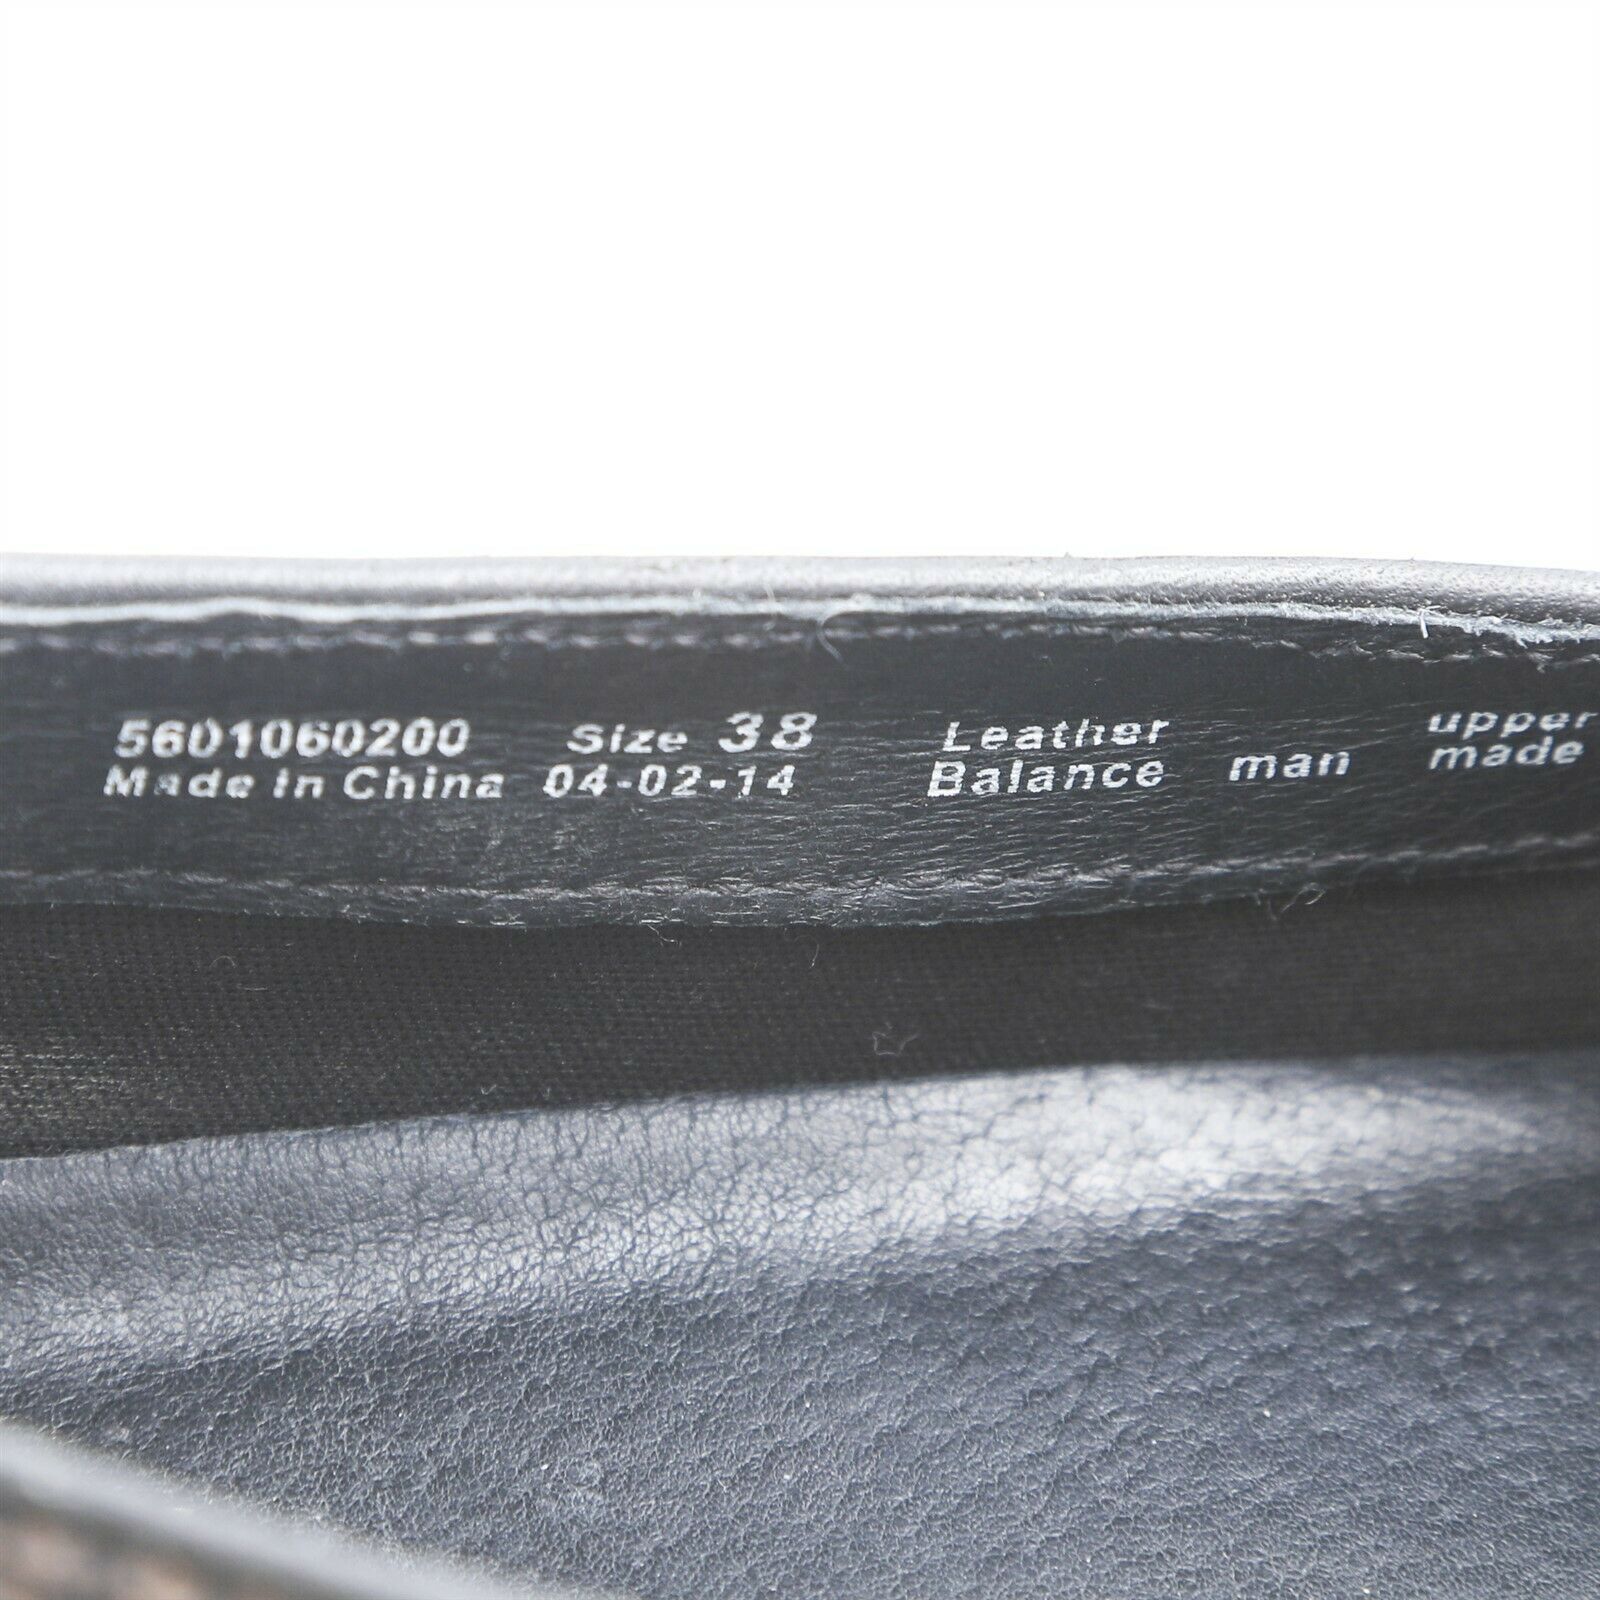 5601060200 Size 38 Leather upper
Made in China 04-02-14 Balance man made